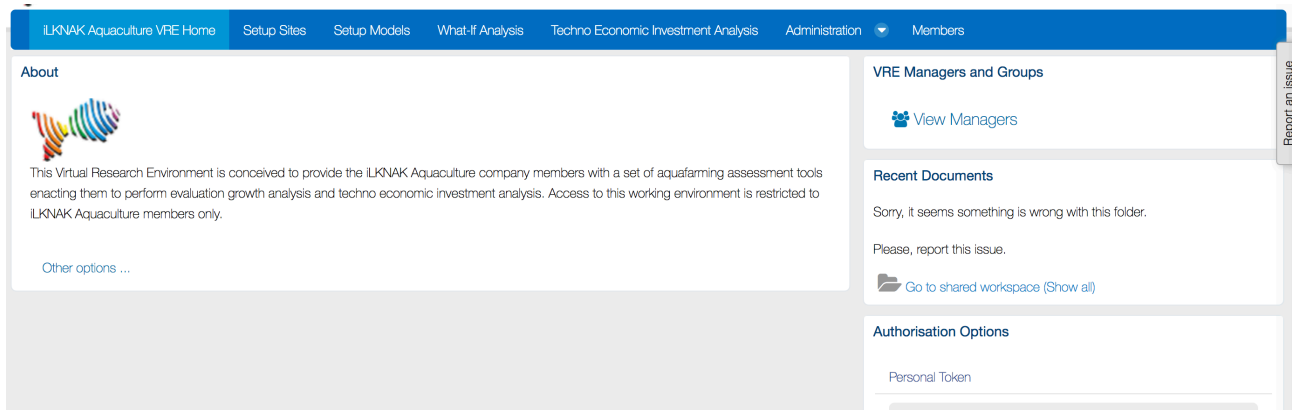 iLKNAK Aquaculture VRE Home Setup Sites Setup Models What-If Analysis Techno Economic Investment Analysis Administration Members
About
This Virtual Research Environment is conceived to provide the iLKNAK Aquaculture company members with a set of aquafarming assessment tools
enacting them to perform evaluation growth analysis and techno economic investment analysis. Access to this working environment is restricted to
iLKNAK Aquaculture members only.
Other options ...
VRE Managers and Groups
View Managers
Recent Documents
Sorry, it seems something is wrong with this folder.
Please, report this issue.
Go to shared workspace (Show all)
Authorisation Options
Personal Token
Report an issue